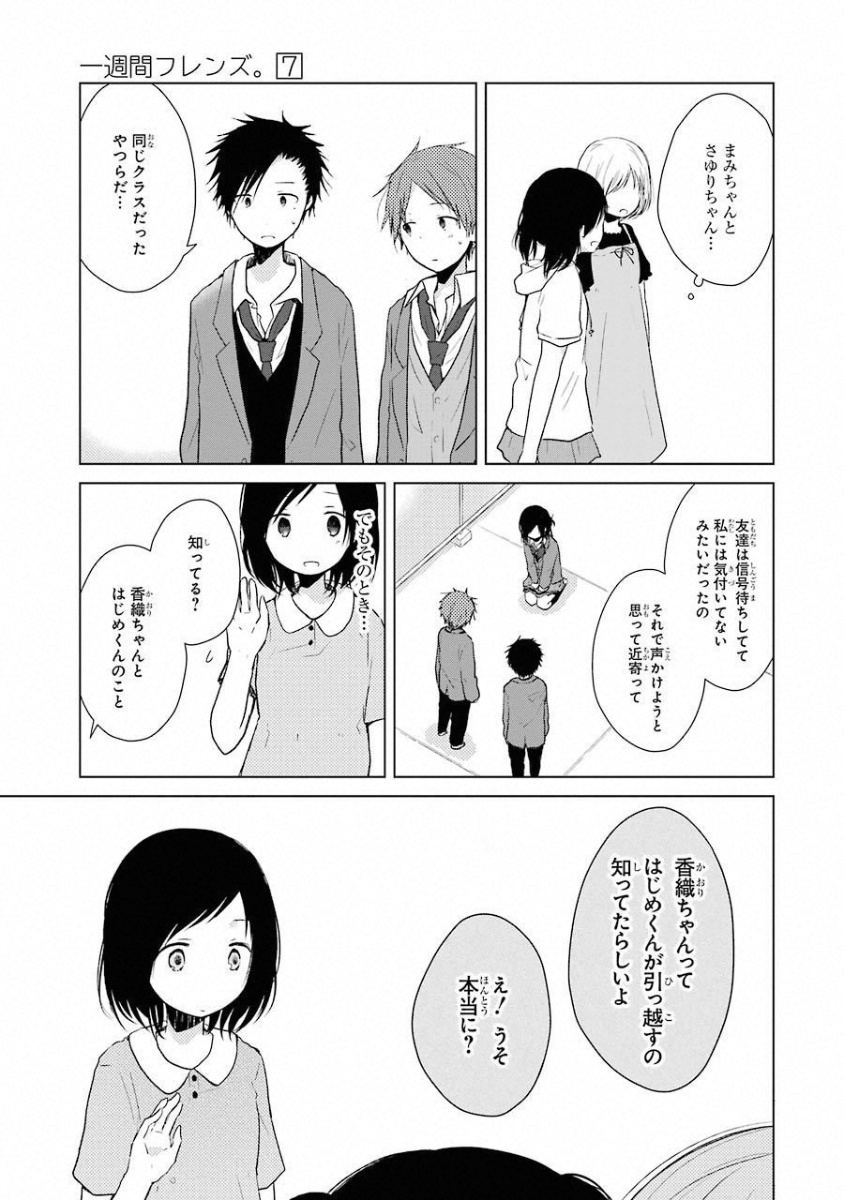 一週間フレンズ。7
まみちゃんと
さゆりちゃん…
同じクラスだった
やつらだ…
友達は信号待ちしてて
私には気付いてない
みたいだったの
それで声かけようと
思って近寄って
でもそのとき…
知ってる?
香織ちゃんと
はじめくんのこと
香織ちゃんって
はじめくんが引っ越すの
知ってたらしいよ
え!うそ
本当に?